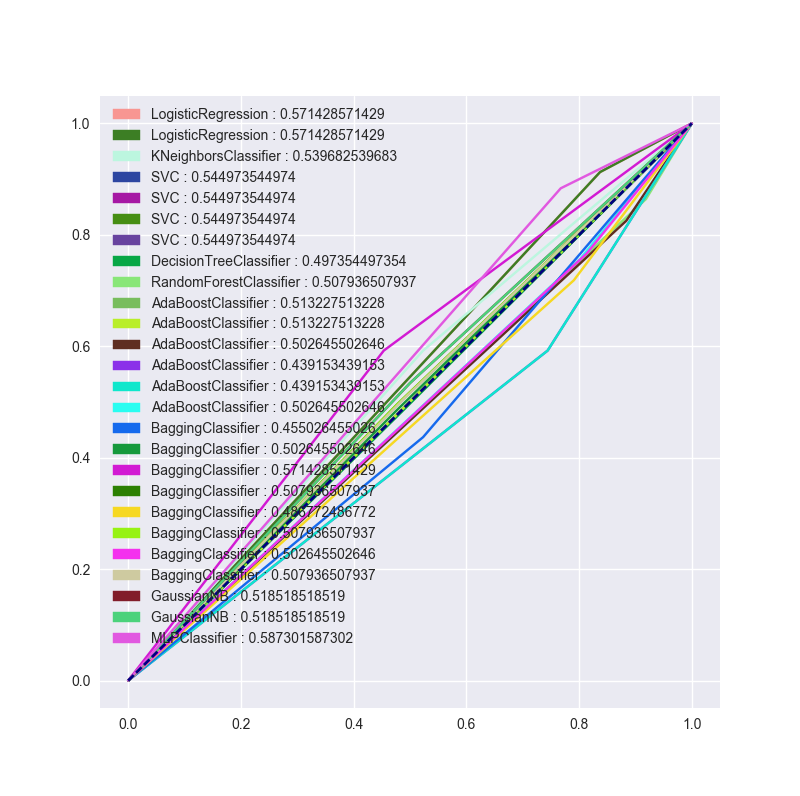 1.0
0.8
0.6
0.4
0.2
0.0
LogisticRegression : 0.571428571429
LogisticRegression : 0.571428571429
KNeighborsClassifier : 0.539682539683
SVC : 0.544973544974
SVC : 0.544973544974
SVC : 0.544973544974
SVC : 0.544973544974
DecisionTreeClassifier : 0.497354497354
RandomForestClassifier : 0.507936507937
AdaBoostClassifier : 0.513227513228
AdaBoostClassifier : 0.513227513228
AdaBoostClassifier : 0.502645502646
AdaBoostClassifier : 0.439153439153
AdaBoostClassifier : 0.439153439153
AdaBoostClassifier : 0.502645502646
BaggingClassifier : 0.455026455026
BaggingClassifier : 0.502645502646
BaggingClassifier : 0.571428571429
BaggingClassifier : 0.507936507937
BaggingClassifier : 0.486772486772
BaggingClassifier : 0.507936507937
BaggingClassifier : 0.502645502646
BaggingClassifier : 0.507936507937
GaussianNB : 0.518518518519
GaussianNB : 0.518518518519
MLPClassifier : 0.587301587302
0.0 0.2 0.4 0.6 0.8 1.0